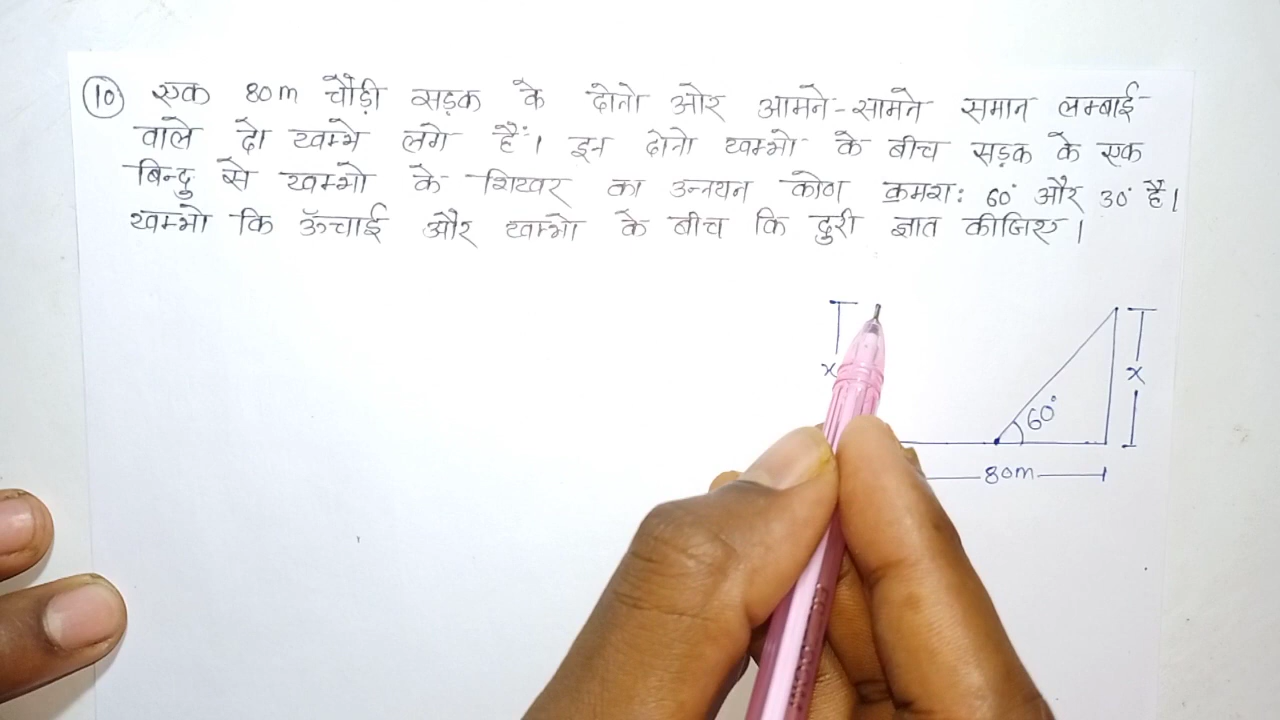 10 एक 80m चौड़ी सड़क के दोनो ओर आमने-सामने समान लम्बाई
वाले दो खम्भे लगे हैं। इन दोनो खम्भो के बीच सड़क के एक
बिन्दु से खम्भो के शिखर का उन्नयन कोण क्रमशः 60° और 30° है।
खम्भो कि ऊँचाई और खम्भो के बीच कि दुरी ज्ञात कीजिए।
x
60°
x
80m